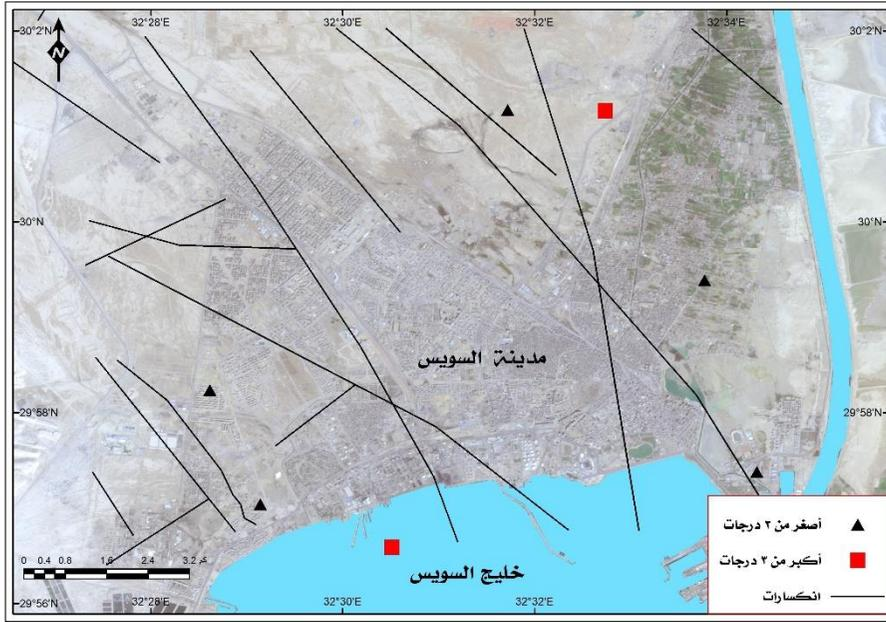 32°28'E 32°30'E 32°32'E 32°34'E
30°2'N 30°2'N
N
30°N 30°N
مدينة السويس
29°58'N 29°58'N
أصغر من ٣ درجات
أكبر من ٣ درجات
انكسارات
خليج السويس
كم
0 0.4 0.8 1.6 2.4 3.2
29°56'N
32°28'E 32°30'E 32°32'E